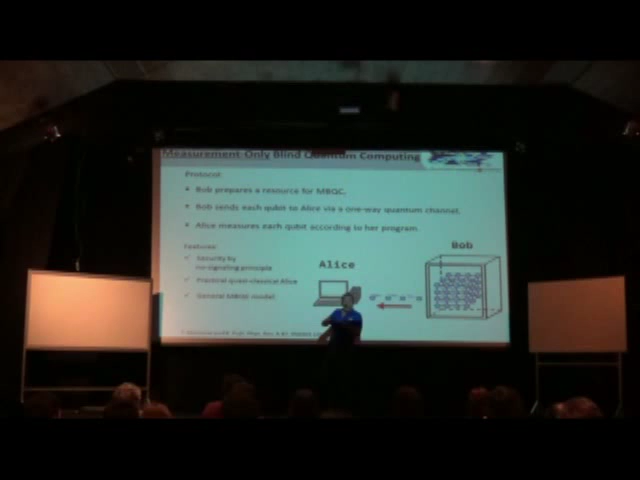 Measurement-Only Blind Quantum Computing
Protocol
Bob prepares a resource for MBQC.
Bob sends each qubit to Alice via a one-way quantum channel.
Alice measures each qubit according to her program.
Features:
Security by
no-signaling principle
Practical quasi-classical Alice
General MBQC model
Alice
Bob